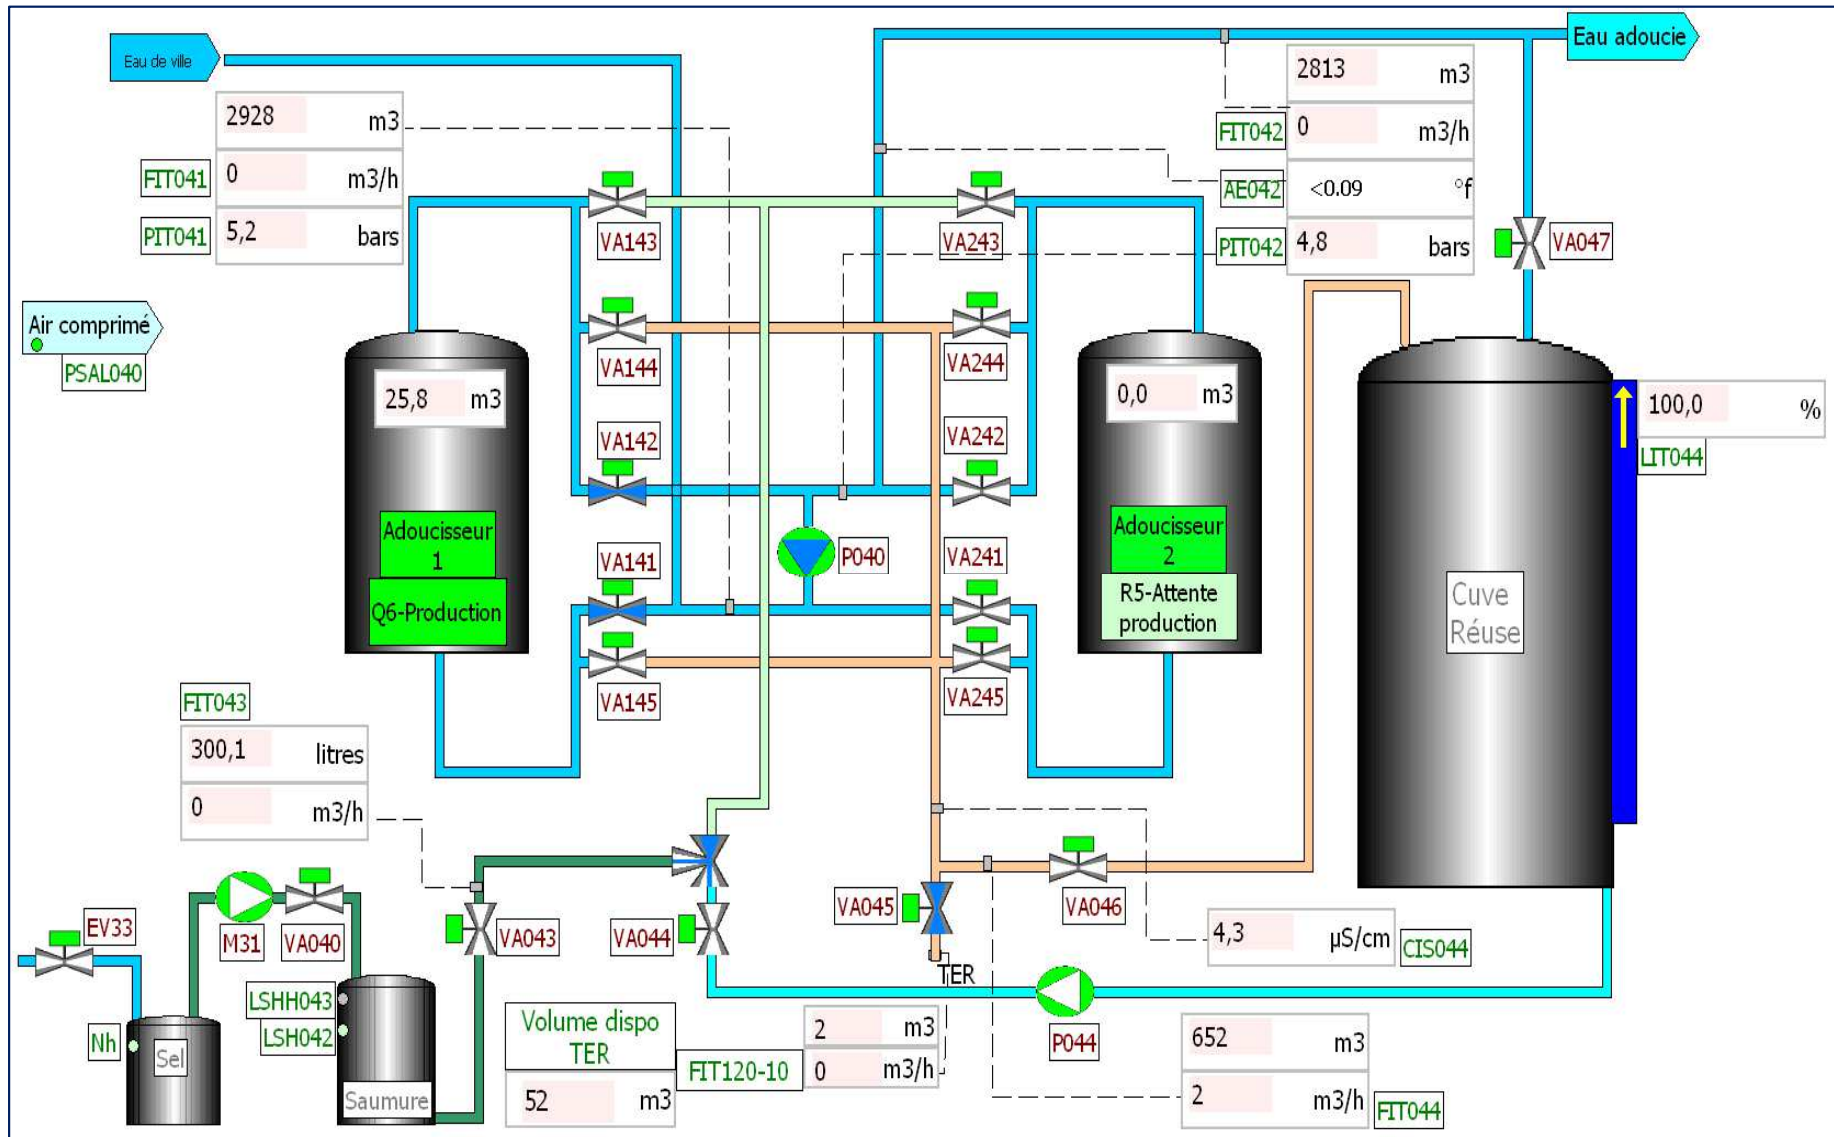 Eau de ville
Eau adoucie
2928 m3
FIT041 0 m3/h
PIT041 5,2 bars
2813 m3
FIT042 0 m3/h
AE042 <0.09 °f
PIT042 4,8 bars
VA143
VA243
VA047
Air comprimé
PSAL040
VA144
VA244
25,8 m3
0,0 m3
100,0 %
LIT044
VA142
VA242
Adoucisseur
1
Q6-Production
VA141
P040
VA241
Adoucisseur
2
R5-Attente
production
Cuve
Réuse
VA145
VA245
FIT043
300,1 litres
0 m3/h
EV33
M31
VA040
VA043
VA044
VA045
VA046
4,3 µS/cm CIS044
TER
LSHH043
LSH042
Nh
Sel
Saumure
Volume dispo
TER
52 m3
FIT120-10
2 m3
0 m3/h
P044
652 m3
2 m3/h FIT044